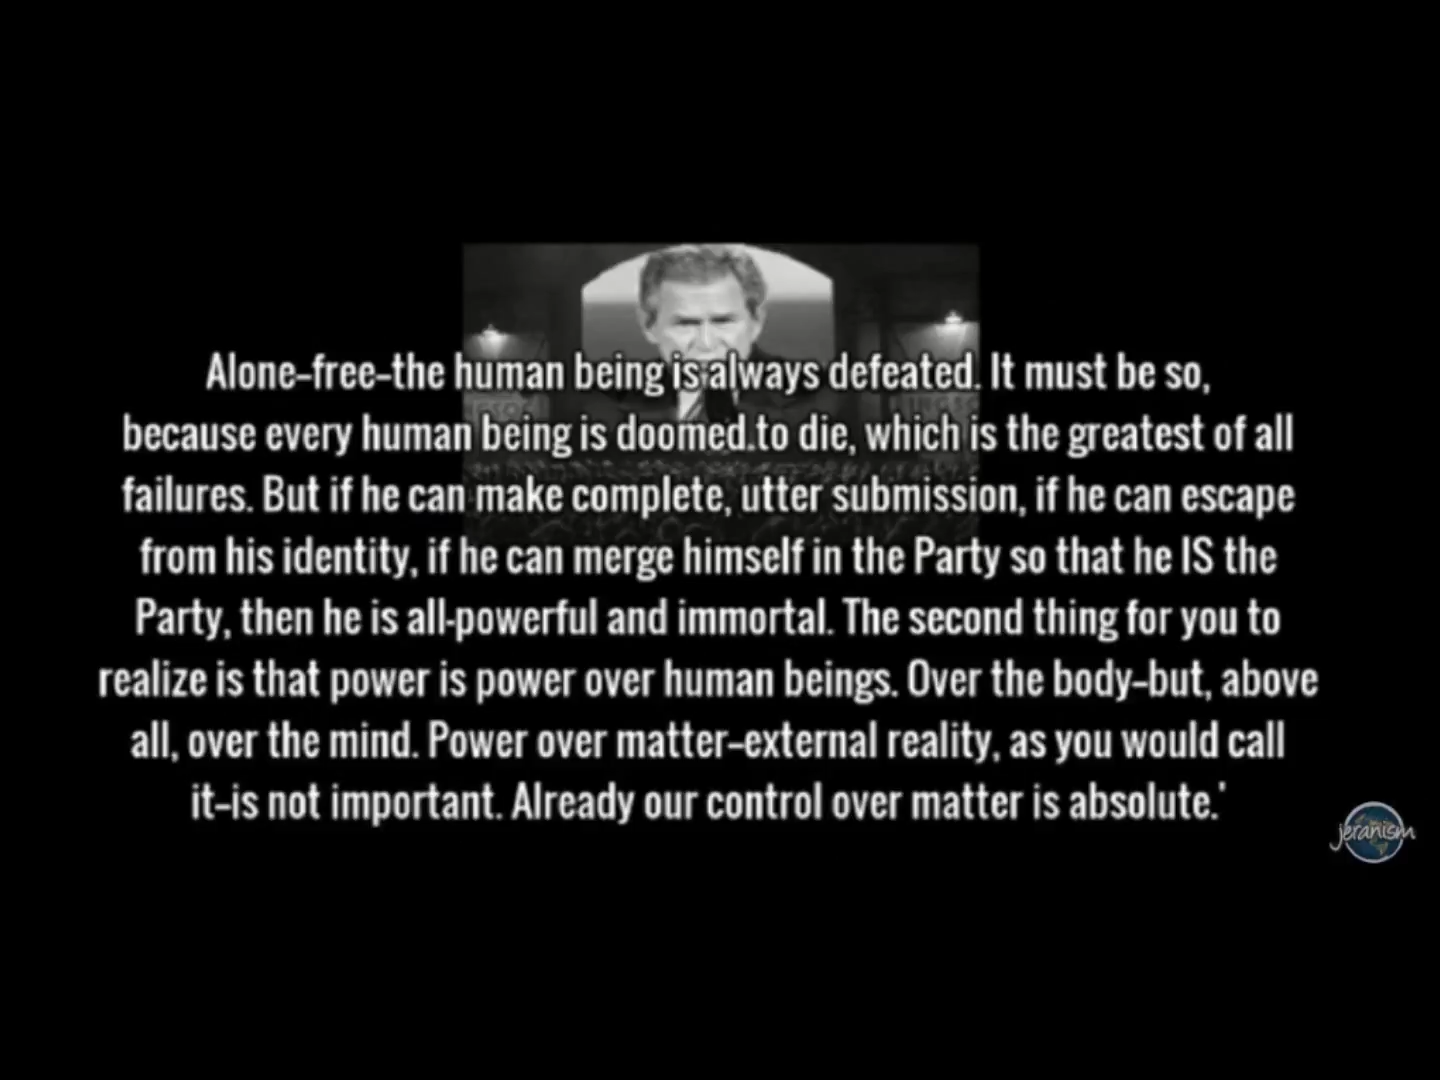 Alone–free–the human being is always defeated. It must be so,
because every human being is doomed.to die, which is the greatest of all
failures. But if he can make complete, utter submission, if he can escape
from his identity, if he can merge himself in the Party so that he IS the
Party, then he is all-powerful and immortal. The second thing for you to
realize is that power is power over human beings. Over the body–but, above
all, over the mind. Power over matter–external reality, as you would call
it–is not important. Already our control over matter is absolute.'
jeranism